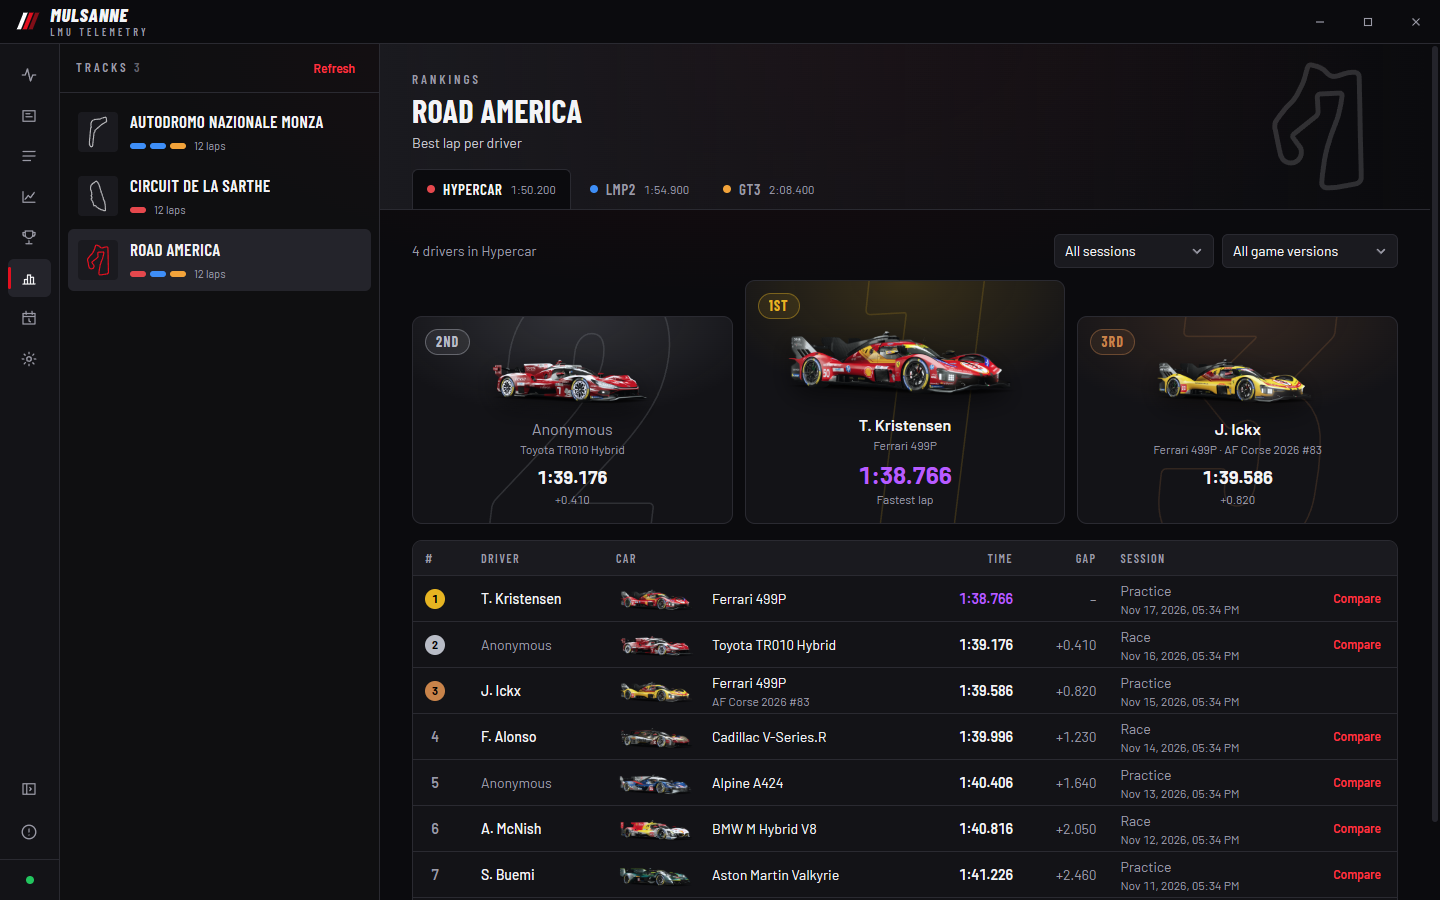 MULSANNE
LMU TELEMETRY
TRACKS 3
Refresh
AUTODROMO NAZIONALE MONZA
12 laps
CIRCUIT DE LA SARTHE
12 laps
ROAD AMERICA
12 laps
RANKINGS
ROAD AMERICA
Best lap per driver
HYPERCAR 1:50.200
LMP2 1:54.900
GT3 2:08.400
4 drivers in Hypercar
All sessions
All game versions
2ND
Anonymous
Toyota TR010 Hybrid
1:39.176
+0.410
1ST
T. Kristensen
Ferrari 499P
1:38.766
Fastest lap
3RD
J. Ickx
Ferrari 499P · AF Corse 2026 #83
1:39.586
+0.820
# DRIVER CAR TIME GAP SESSION
1 T. Kristensen Ferrari 499P 1:38.766 – Practice
Nov 17, 2026, 05:34 PM
Compare
2 Anonymous Toyota TR010 Hybrid 1:39.176 +0.410 Race
Nov 16, 2026, 05:34 PM
Compare
3 J. Ickx Ferrari 499P 1:39.586 +0.820 Practice
AF Corse 2026 #83 Nov 15, 2026, 05:34 PM
4 F. Alonso Cadillac V-Series.R 1:39.996 +1.230 Race
Nov 14, 2026, 05:34 PM
Compare
5 Anonymous Alpine A424 1:40.406 +1.640 Practice
Nov 13, 2026, 05:34 PM
Compare
6 A. McNish BMW M Hybrid V8 1:40.816 +2.050 Race
Nov 12, 2026, 05:34 PM
Compare
7 S. Buemi Aston Martin Valkyrie 1:41.226 +2.460 Practice
Nov 11, 2026, 05:34 PM
Compare